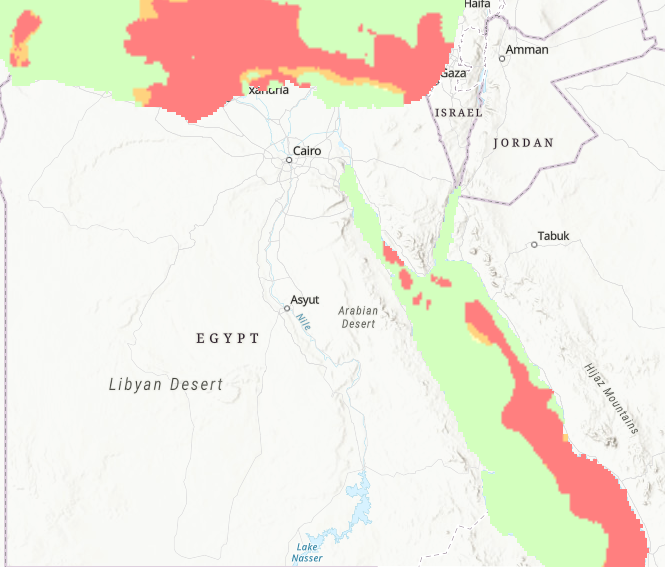 Haifa
Amman
Gaza
xandria
ISRAEL
JORDAN
Cairo
Tabuk
Asyut
Nile
Arabian
Desert
EGYPT
Libyan Desert
Hijaz Mountains
Lake
Nasser